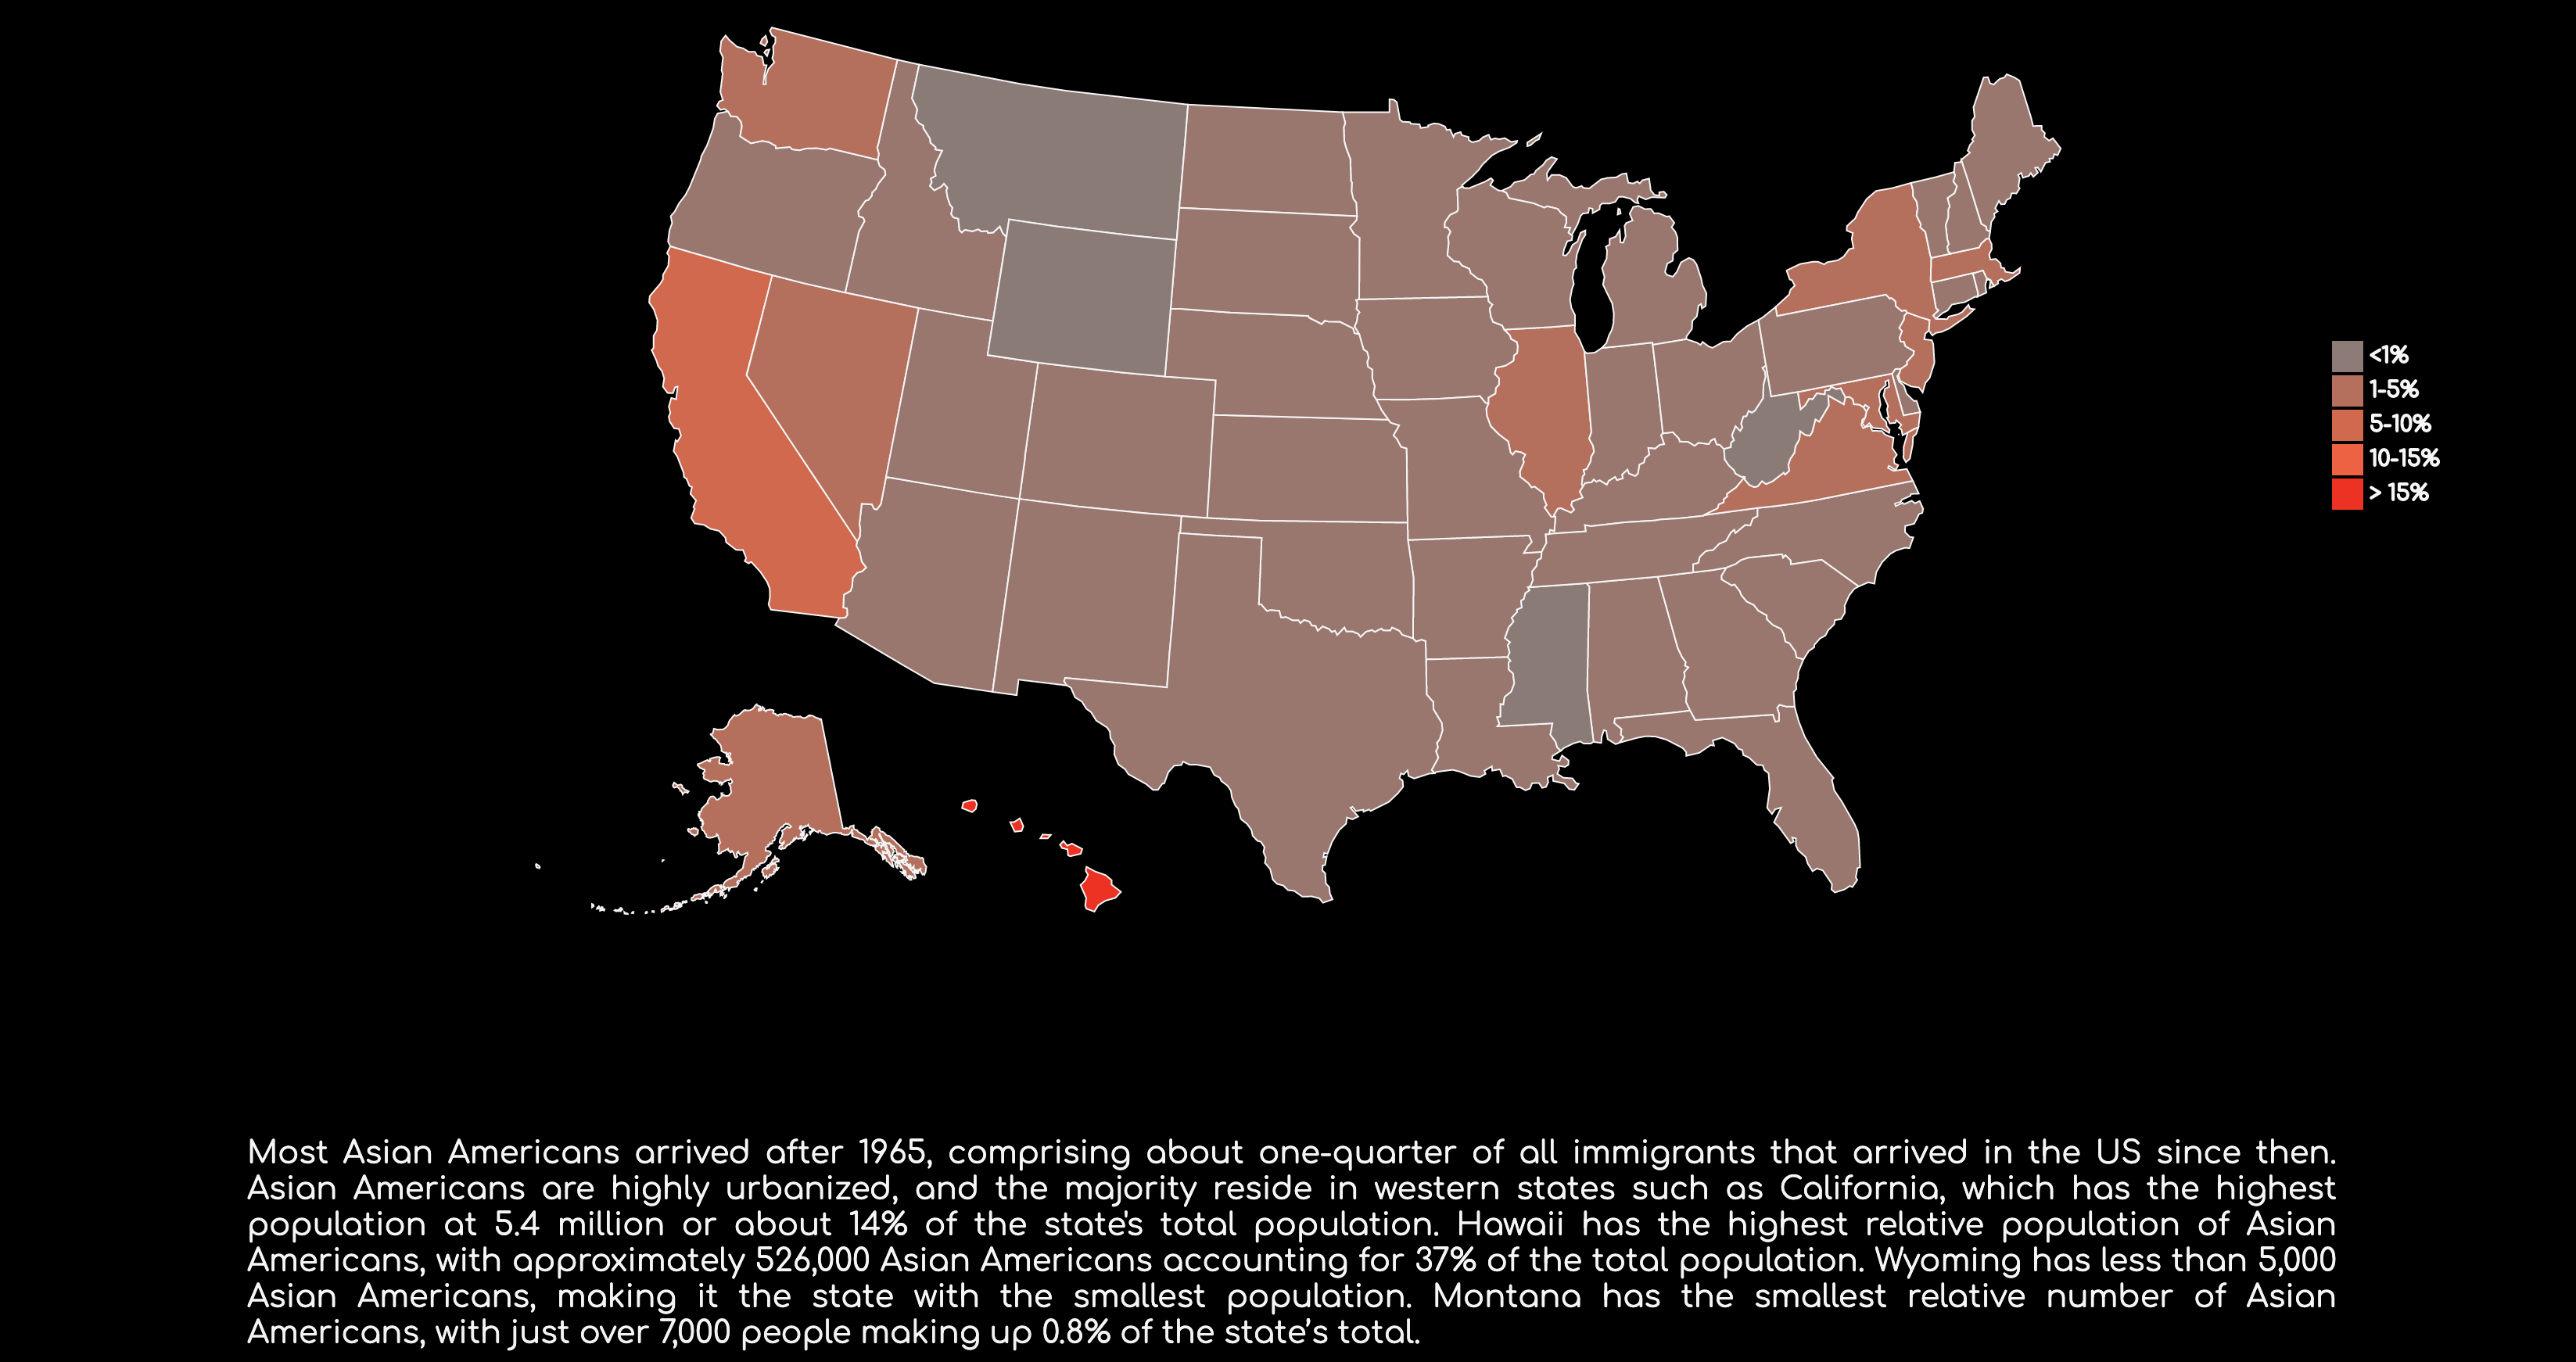 <1%
1-5%
5-10%
10-15%
> 15%
Most Asian Americans arrived after 1965, comprising about one-quarter of all immigrants that arrived in the US since then.
Asian Americans are highly urbanized, and the majority reside in western states such as California, which has the highest
population at 5.4 million or about 14% of the state's total population. Hawaii has the highest relative population of Asian
Americans, with approximately 526,000 Asian Americans accounting for 37% of the total population. Wyoming has less than 5,000
Asian Americans, making it the state with the smallest population. Montana has the smallest relative number of Asian
Americans, with just over 7,000 people making up 0.8% of the state’s total.